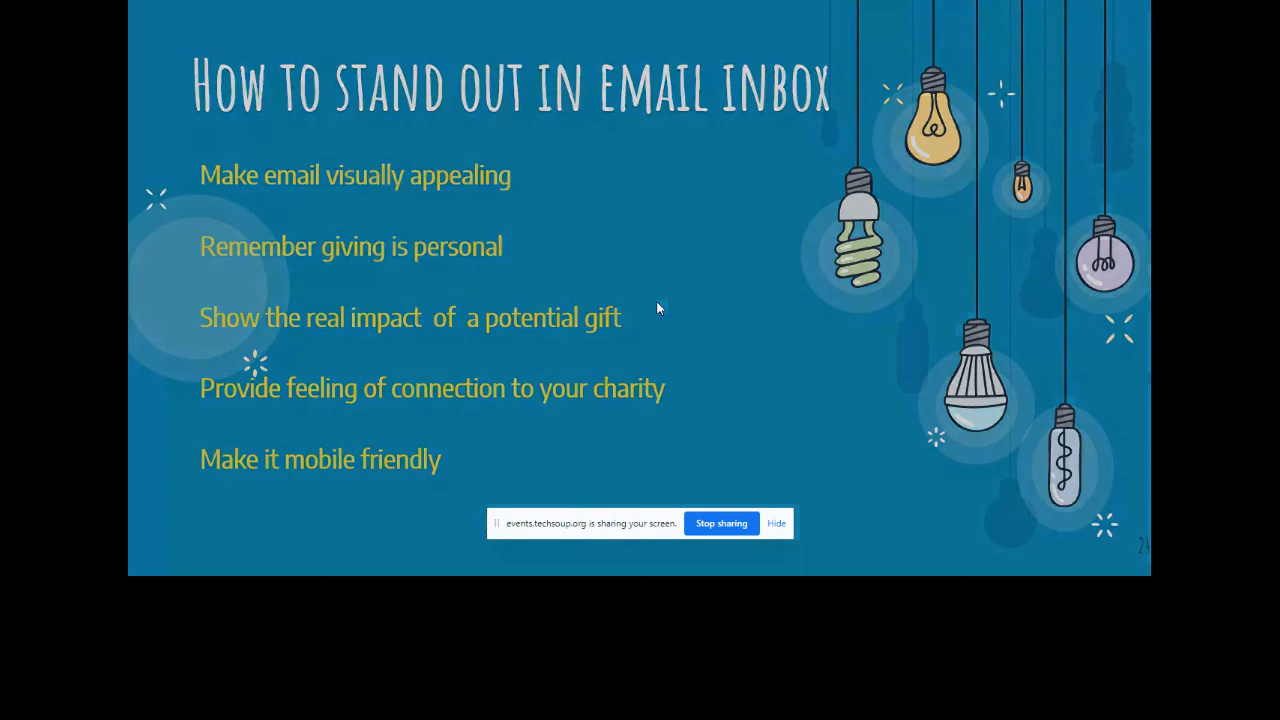 How to stand out in email inbox
Make email visually appealing
Remember giving is personal
Show the real impact of a potential gift
Provide feeling of connection to your charity
Make it mobile friendly
events.techsoup.org is sharing your screen. Stop sharing Hide
24